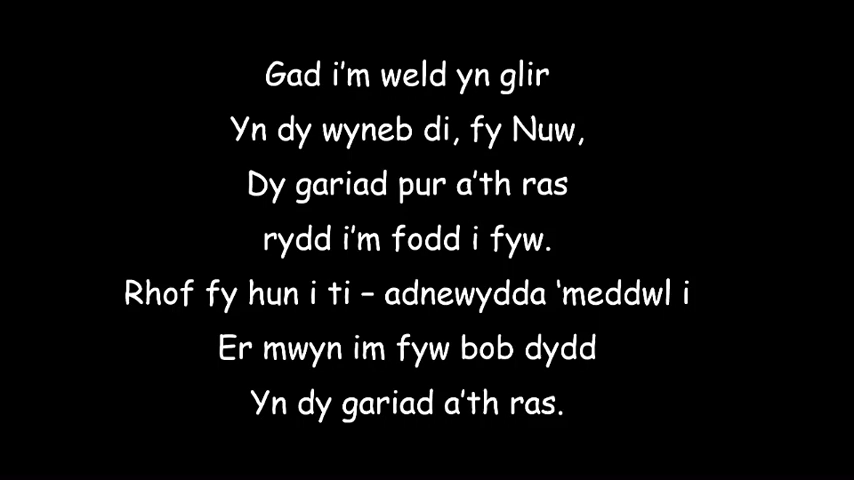 Gad i’m weld yn glir
Yn dy wyneb di, fy Nuw,
Dy gariad pur a’th ras
rydd i’m fodd i fyw.
Rhof fy hun i ti – adnewydda ‘meddwl i
Er mwyn im fyw bob dydd
Yn dy gariad a’th ras.